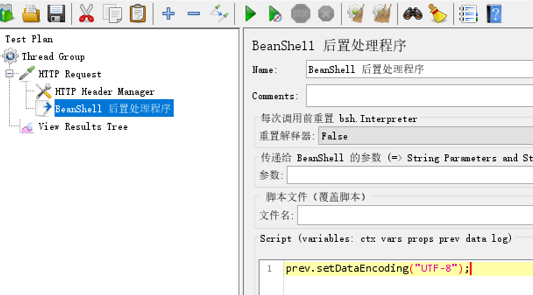 Test Plan
Thread Group
HTTP Request
HTTP Header Manager
BeanShell 后置处理程序
View Results Tree
BeanShell 后置处理程序
Name: BeanShell 后置处理程序
Comments:
每次调用前重置 bsh.Interpreter
重置解释器: False
传递给 BeanShell 的参数 (=> String Parameters and St
参数:
脚本文件（覆盖脚本）
文件名:
Script (variables: ctx vars props prev data log)
1 prev.setDataEncoding("UTF-8");